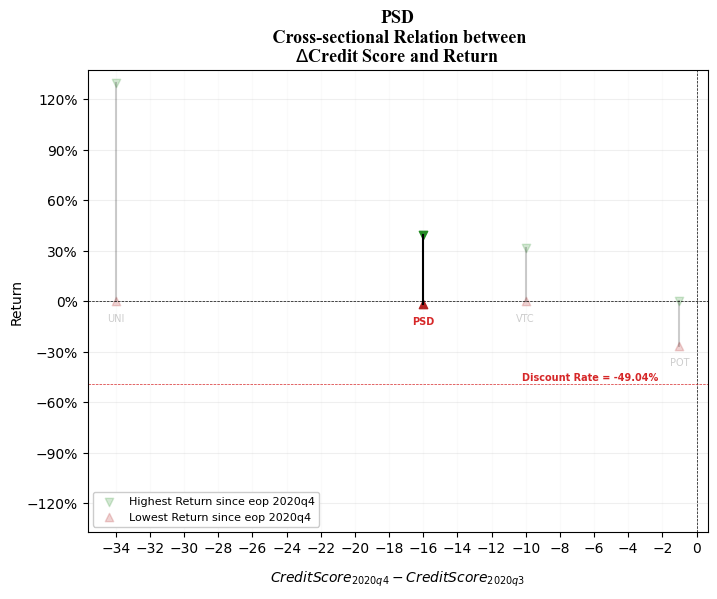 PSD
Cross-sectional Relation between
ΔCredit Score and Return
120%
90%
60%
30%
0%
−30%
−60%
−90%
−120%
Return
UNI
PSD
VTC
POT
Discount Rate = -49.04%
Highest Return since eop 2020q4
Lowest Return since eop 2020q4
−34 −32 −30 −28 −26 −24 −22 −20 −18 −16 −14 −12 −10 −8 −6 −4 −2 0
CreditScore2020q4 − CreditScore2020q3